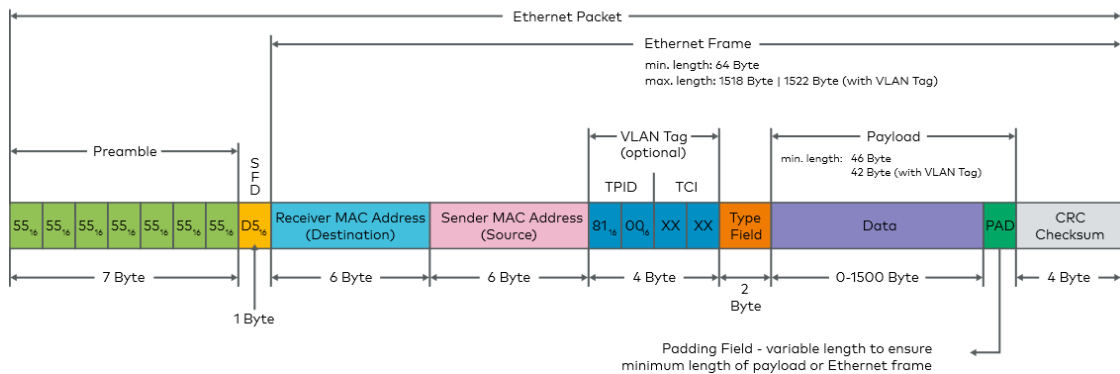 Ethernet Packet
Ethernet Frame
min. length: 64 Byte
max. length: 1518 Byte | 1522 Byte (with VLAN Tag)
Preamble
SFD
VLAN Tag
(optional)
Payload
min. length: 46 Byte
42 Byte (with VLAN Tag)
TPID TCI
55₁₆ 55₁₆ 55₁₆ 55₁₆ 55₁₆ 55₁₆ 55₁₆ D5₁₆
Receiver MAC Address
(Destination)
Sender MAC Address
(Source)
81₁₆ 00₁₆ XX XX
Type
Field
Data
PAD
CRC
Checksum
7 Byte
1 Byte
6 Byte
6 Byte
4 Byte
2
Byte
0-1500 Byte
4 Byte
Padding Field - variable length to ensure
minimum length of payload or Ethernet frame